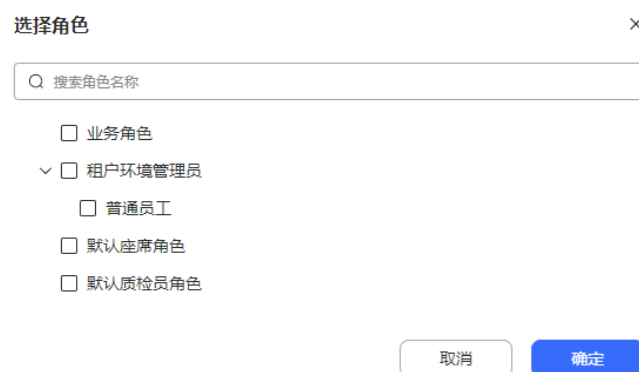 选择角色
搜索角色名称
业务角色
租户环境管理员
普通员工
默认座席角色
默认质检员角色
取消
确定